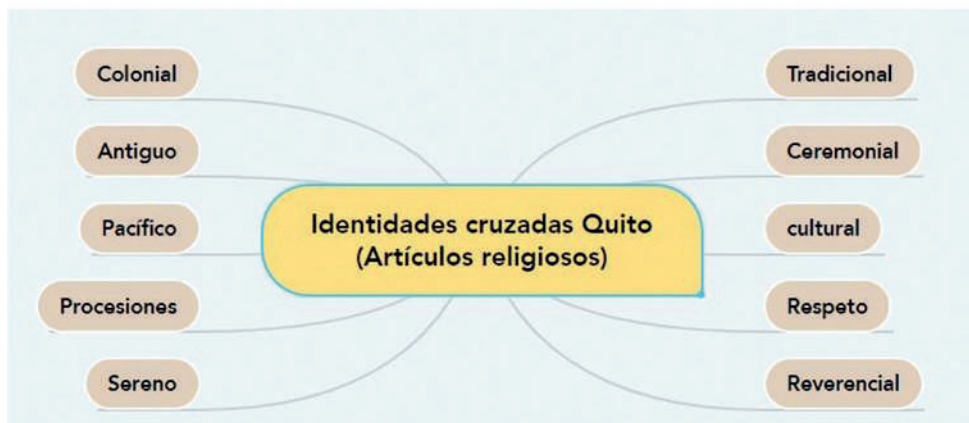 Colonial
Antiguo
Pacífico
Procesiones
Sereno
Identidades cruzadas Quito
(Artículos religiosos)
Tradicional
Ceremonial
cultural
Respeto
Reverencial